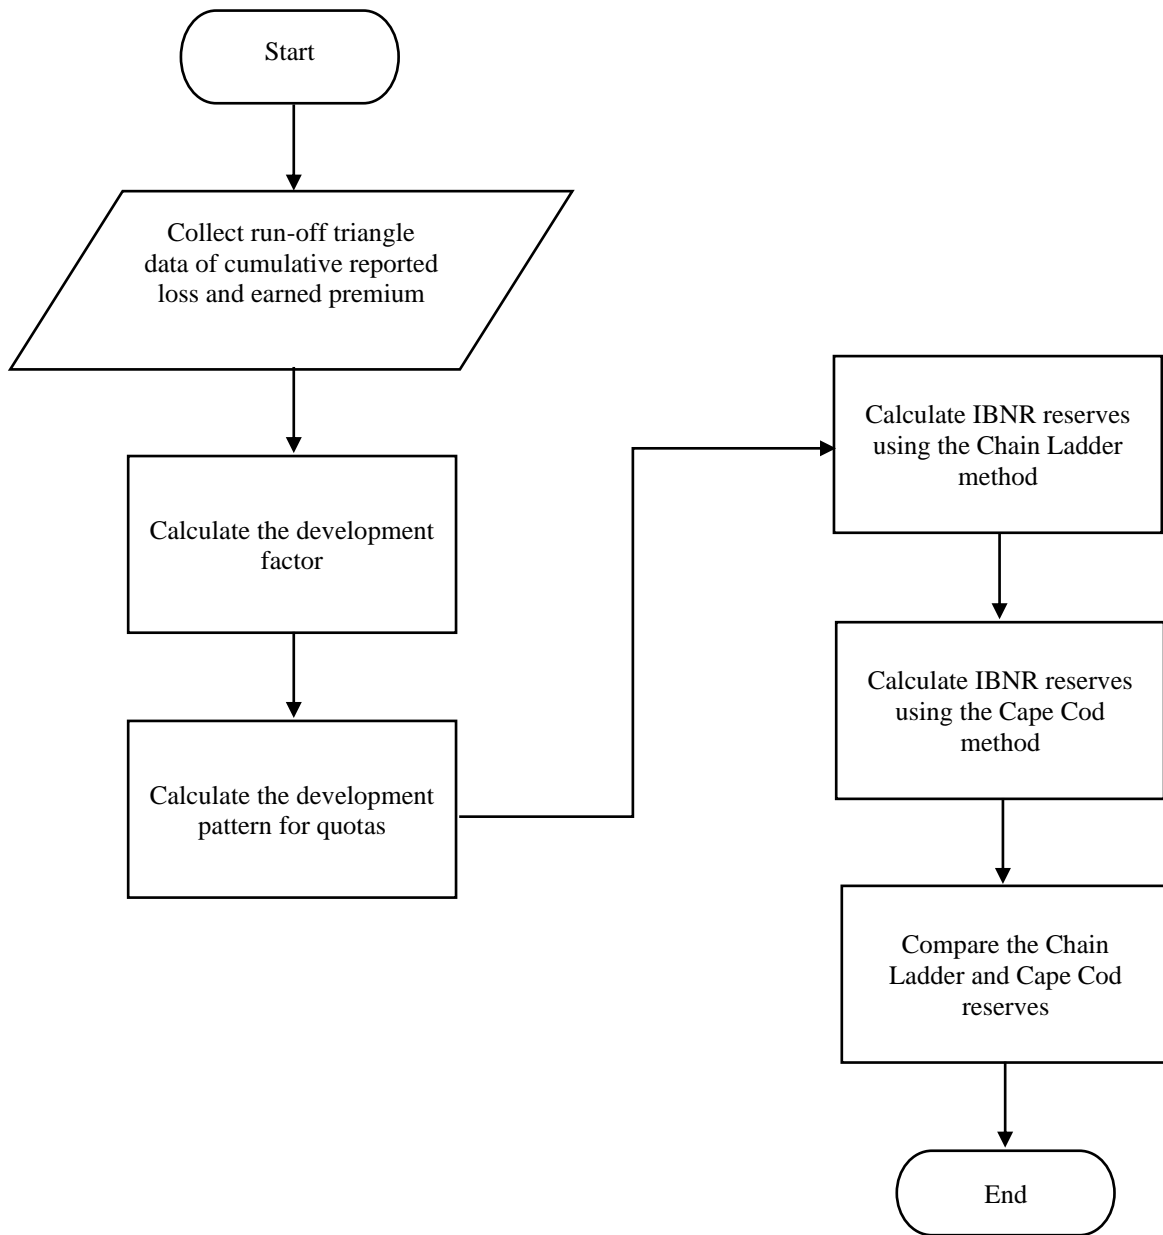 Start
Collect run-off triangle
data of cumulative reported
loss and earned premium
Calculate the development
factor
Calculate the development
pattern for quotas
Calculate IBNR reserves
using the Chain Ladder
method
Calculate IBNR reserves
using the Cape Cod
method
Compare the Chain
Ladder and Cape Cod
reserves
End